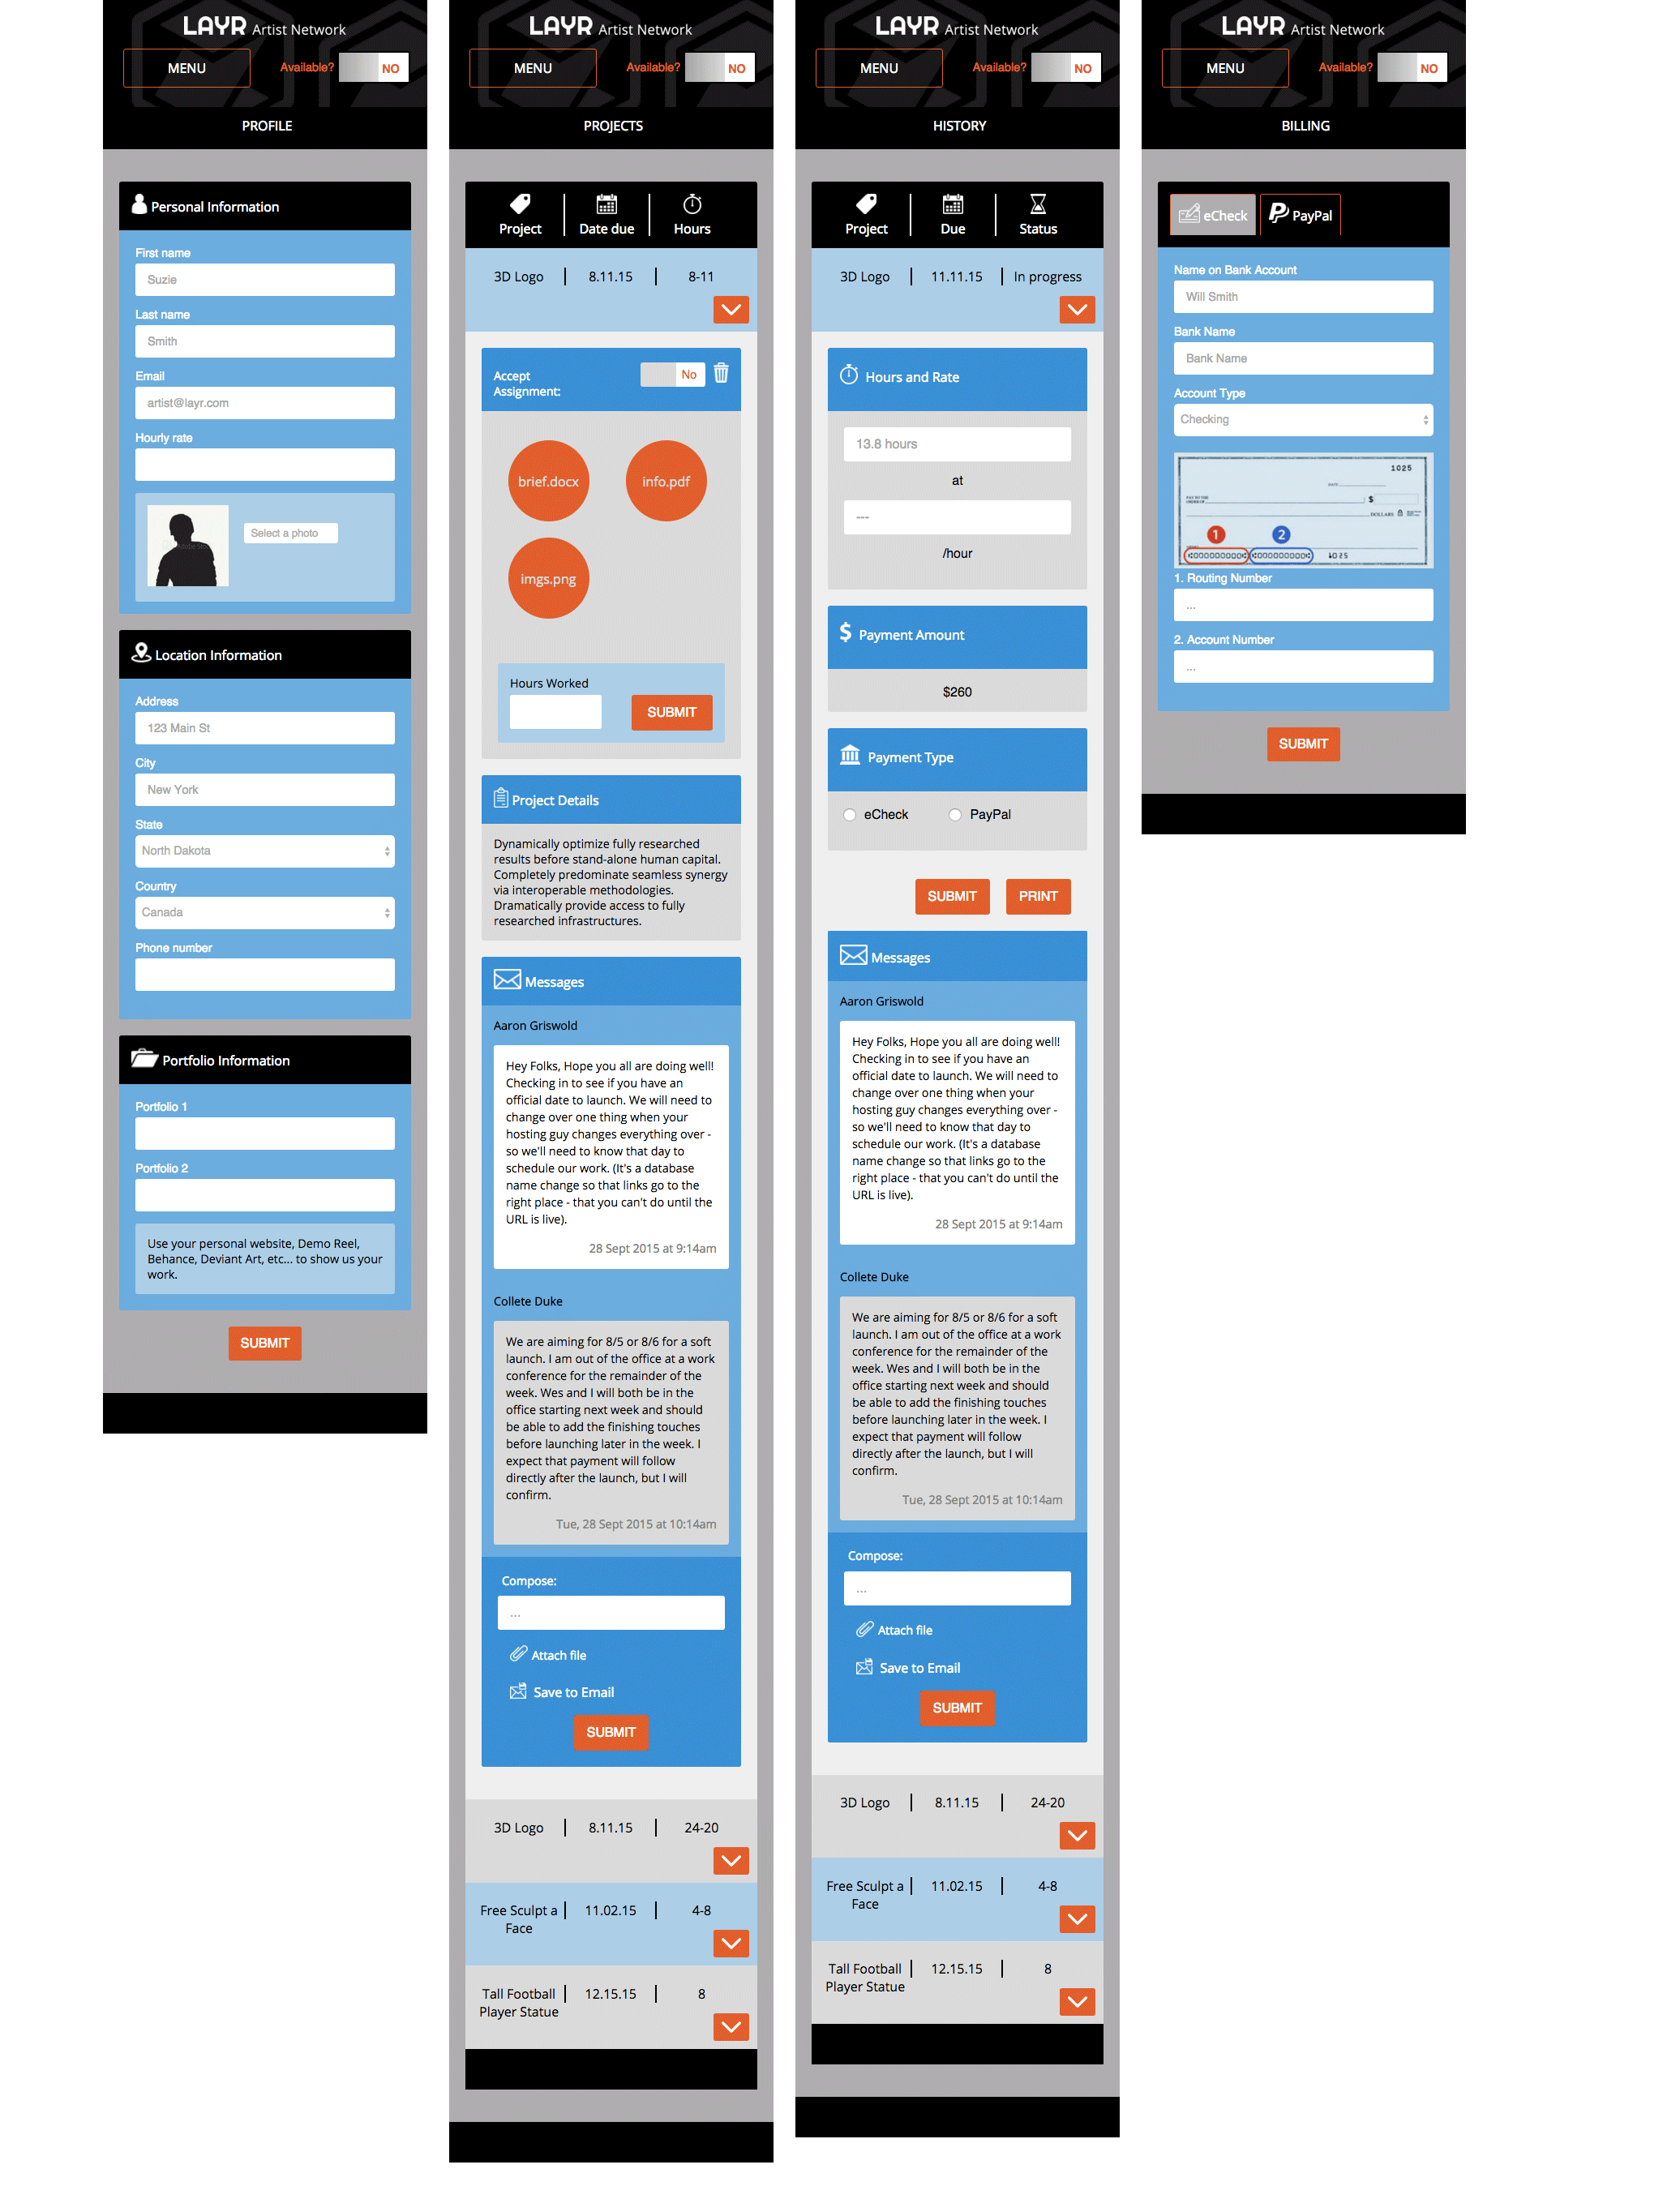 LAYR Artist Network
MENU
Available?
NO
PROFILE
Personal Information
First name
Suzie
Last name
Smith
Email
artist@layr.com
Hourly rate
Select a photo
Location Information
Address
123 Main St
City
New York
State
North Dakota
Country
Canada
Phone number
Portfolio Information
Portfolio 1
Portfolio 2
Use your personal website, Demo Reel,
Behance, Deviant Art, etc... to show us your
work.
SUBMIT
LAYR Artist Network
MENU
Available?
NO
PROJECTS
Project
Date due
Hours
3D Logo
8.11.15
8-11
Accept
Assignment:
No
brief.docx
info.pdf
imgs.png
Hours Worked
SUBMIT
Project Details
Dynamically optimize fully researched
results before stand-alone human capital.
Completely predominate seamless synergy
via interoperable methodologies.
Dramatically provide access to fully
researched infrastructures.
Messages
Aaron Griswold
Hey Folks, Hope you all are doing well!
Checking in to see if you have an
official date to launch. We will need to
change over one thing when your
hosting guy changes everything over -
so we'll need to know that day to
schedule our work. (It's a database
name change so that links go to the
right place - that you can't do until the
URL is live).
28 Sept 2015 at 9:14am
Collete Duke
We are aiming for 8/5 or 8/6 for a soft
launch. I am out of the office at a work
conference for the remainder of the
week. Wes and I will both be in the
office starting next week and should
be able to add the finishing touches
before launching later in the week. I
expect that payment will follow
directly after the launch, but I will
confirm.
Tue, 28 Sept 2015 at 10:14am
Compose:
...
Attach file
Save to Email
SUBMIT
3D Logo
8.11.15
24-20
Free Sculpt a
Face
11.02.15
4-8
Tall Football
Player Statue
12.15.15
8
LAYR Artist Network
MENU
Available?
NO
HISTORY
Project
Due
Status
3D Logo
11.11.15
In progress
Hours and Rate
13.8 hours
at
---
/hour
$ Payment Amount
$260
Payment Type
eCheck
PayPal
SUBMIT
PRINT
Messages
Aaron Griswold
Hey Folks, Hope you all are doing well!
Checking in to see if you have an
official date to launch. We will need to
change over one thing when your
hosting guy changes everything over -
so we'll need to know that day to
schedule our work. (It's a database
name change so that links go to the
right place - that you can't do until the
URL is live).
28 Sept 2015 at 9:14am
Collete Duke
We are aiming for 8/5 or 8/6 for a soft
launch. I am out of the office at a work
conference for the remainder of the
week. Wes and I will both be in the
office starting next week and should
be able to add the finishing touches
before launching later in the week. I
expect that payment will follow
directly after the launch, but I will
confirm.
Tue, 28 Sept 2015 at 10:14am
Compose:
...
Attach file
Save to Email
SUBMIT
3D Logo
8.11.15
24-20
Free Sculpt a
Face
11.02.15
4-8
Tall Football
Player Statue
12.15.15
8
LAYR Artist Network
MENU
Available?
NO
BILLING
eCheck
PayPal
Name on Bank Account
Will Smith
Bank Name
Bank Name
Account Type
Checking
1025
DATE
PAY TO THE
ORDER OF
$
DOLLARS
1
2
000000000
000000000
1025
1. Routing Number
...
2. Account Number
...
SUBMIT